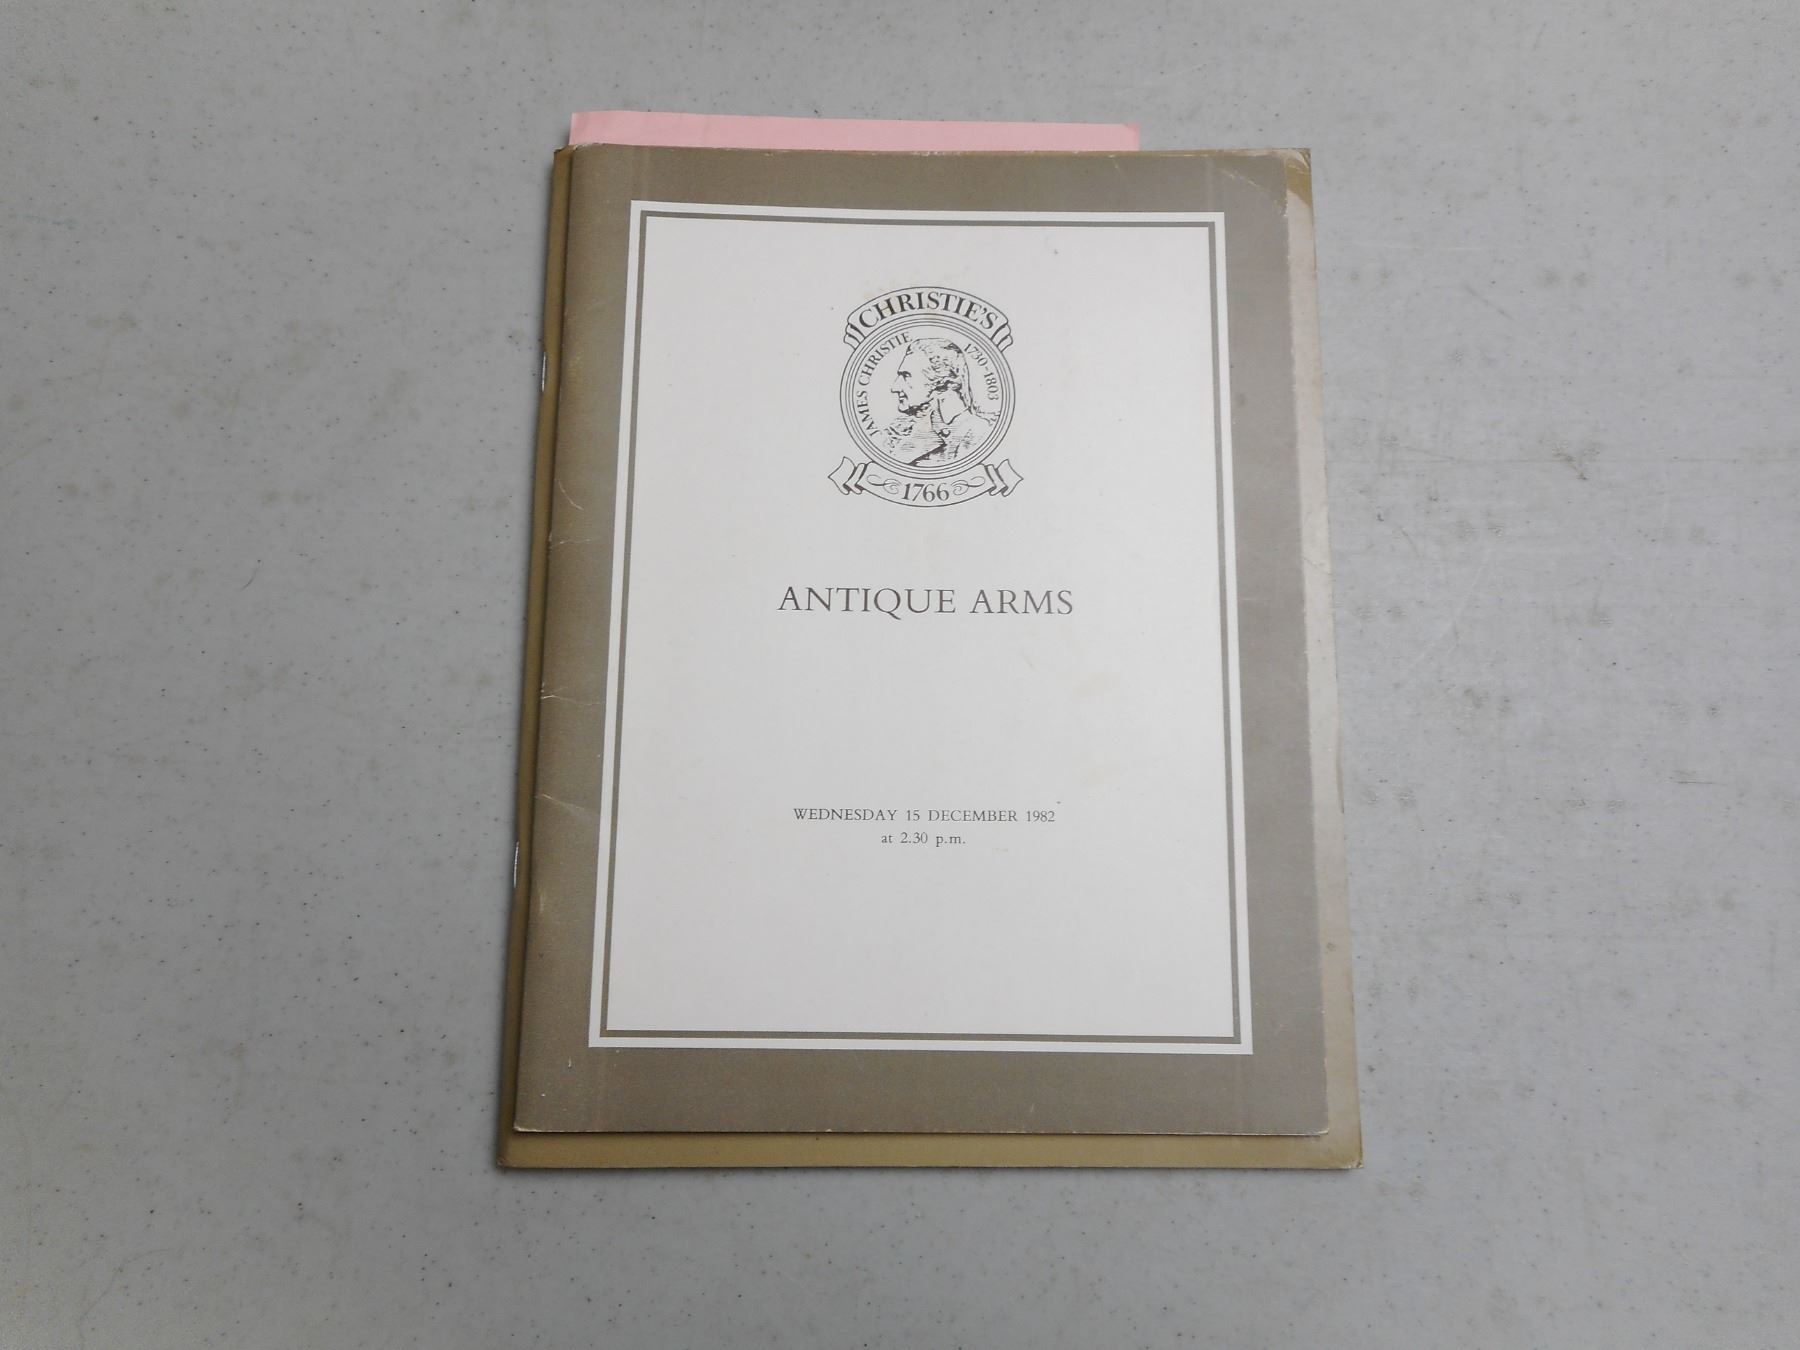 CHRISTIE'S
JAMES CHRISTIE 1730-1803
1766
ANTIQUE ARMS
WEDNESDAY 15 DECEMBER 1982
at 2.30 p.m.